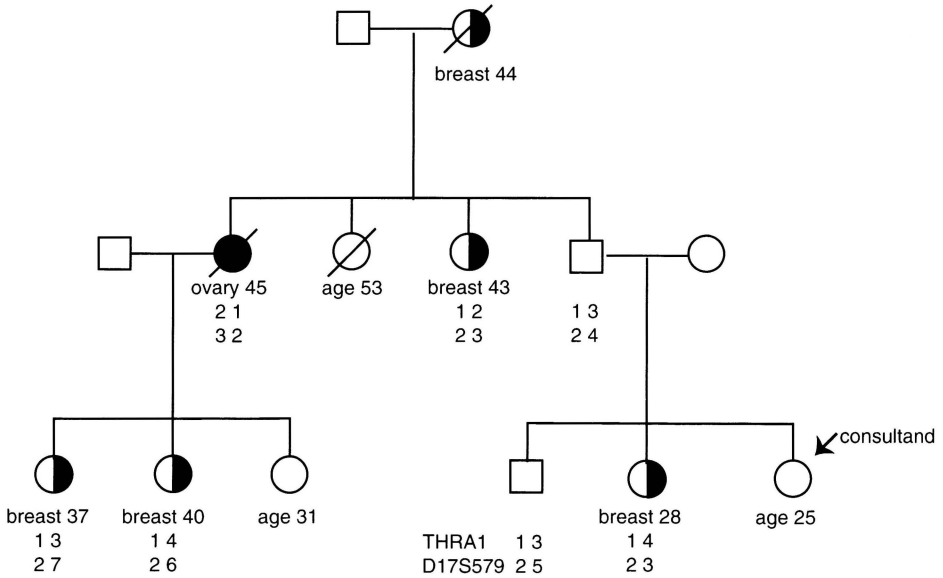 breast 44
ovary 45
2 1
3 2
age 53
breast 43
1 2
2 3
1 3
2 4
consultand
breast 37
1 3
2 7
breast 40
1 4
2 6
age 31
THRA1 1 3
D17S579 2 5
breast 28
1 4
2 3
age 25